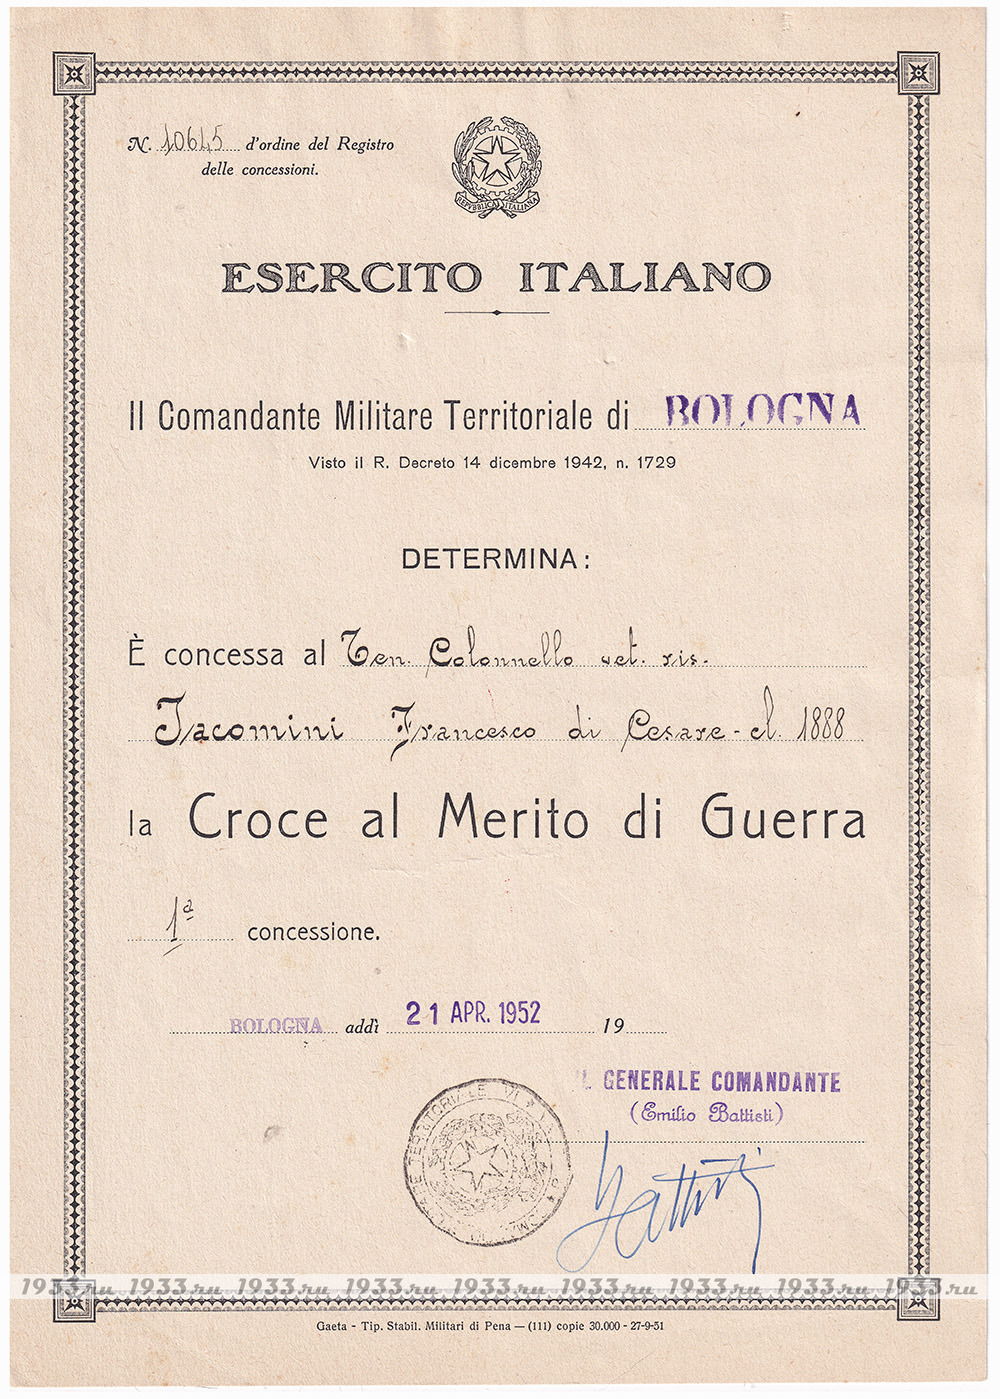 N. 10645 d'ordine del Registro
delle concessioni.
REPVBBLICA ITALIANA
ESERCITO ITALIANO
Il Comandante Militare Territoriale di BOLOGNA
Visto il R. Decreto 14 dicembre 1942, n. 1729
DETERMINA:
È concessa al Ten. Colonnello vet. ris.
Jacomini Francesco di Cesare - cl. 1888
la Croce al Merito di Guerra
1ª concessione.
BOLOGNA addì 21 APR. 1952 19
IL GENERALE COMANDANTE
(Emilio Battisti)
TERRITORIALE VI
Battisti
1933.ru 1933.ru 1933.ru 1933.ru 1933.ru 1933.ru 1933.ru 1933.ru 1933.ru
Gaeta - Tip. Stabil. Militari di Pena — (111) copie 30.000 - 27-9-51